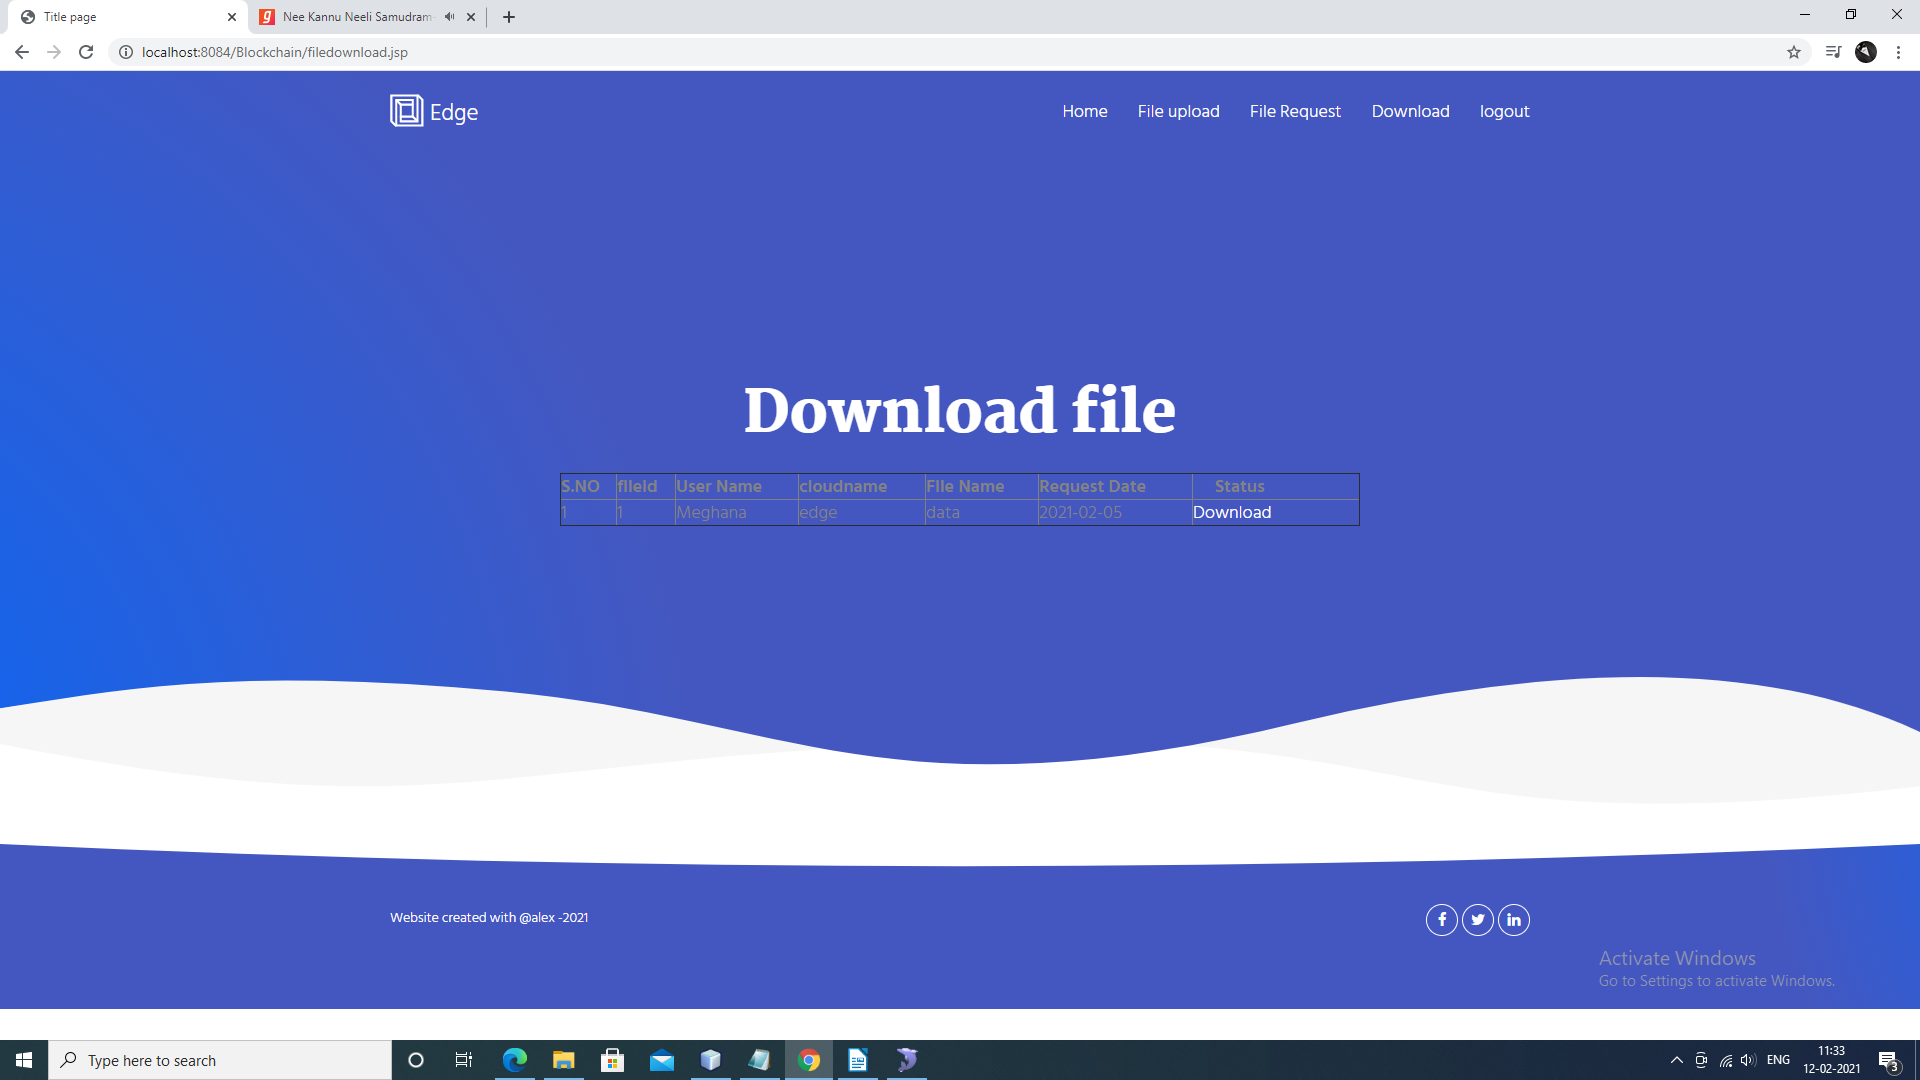 Title page
Nee Kannu Neeli Samudram
localhost:8084/Blockchain/filedownload.jsp
Edge
Home File upload File Request Download logout
Download file
S.NO fileid User Name cloudname File Name Request Date Status
1 1 Meghana edge data 2021-02-05 Download
Website created with @alex -2021
Activate Windows
Go to Settings to activate Windows.
Type here to search
ENG
11:33
12-02-2021
3